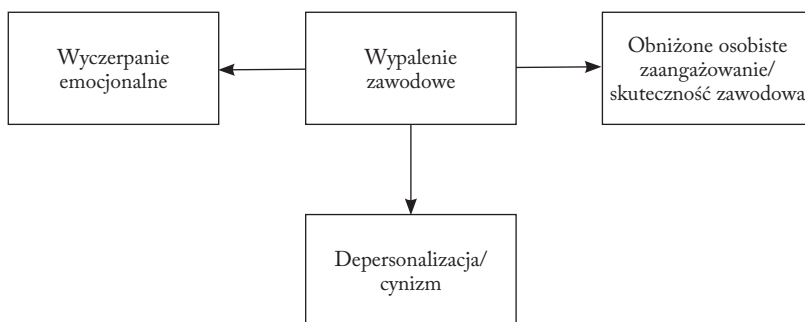 Wyczerpanie
emocjonalne
Wypalenie
zawodowe
Obniżone osobiste
zaangażowanie/
skuteczność zawodowa
Depersonalizacja/
cynizm